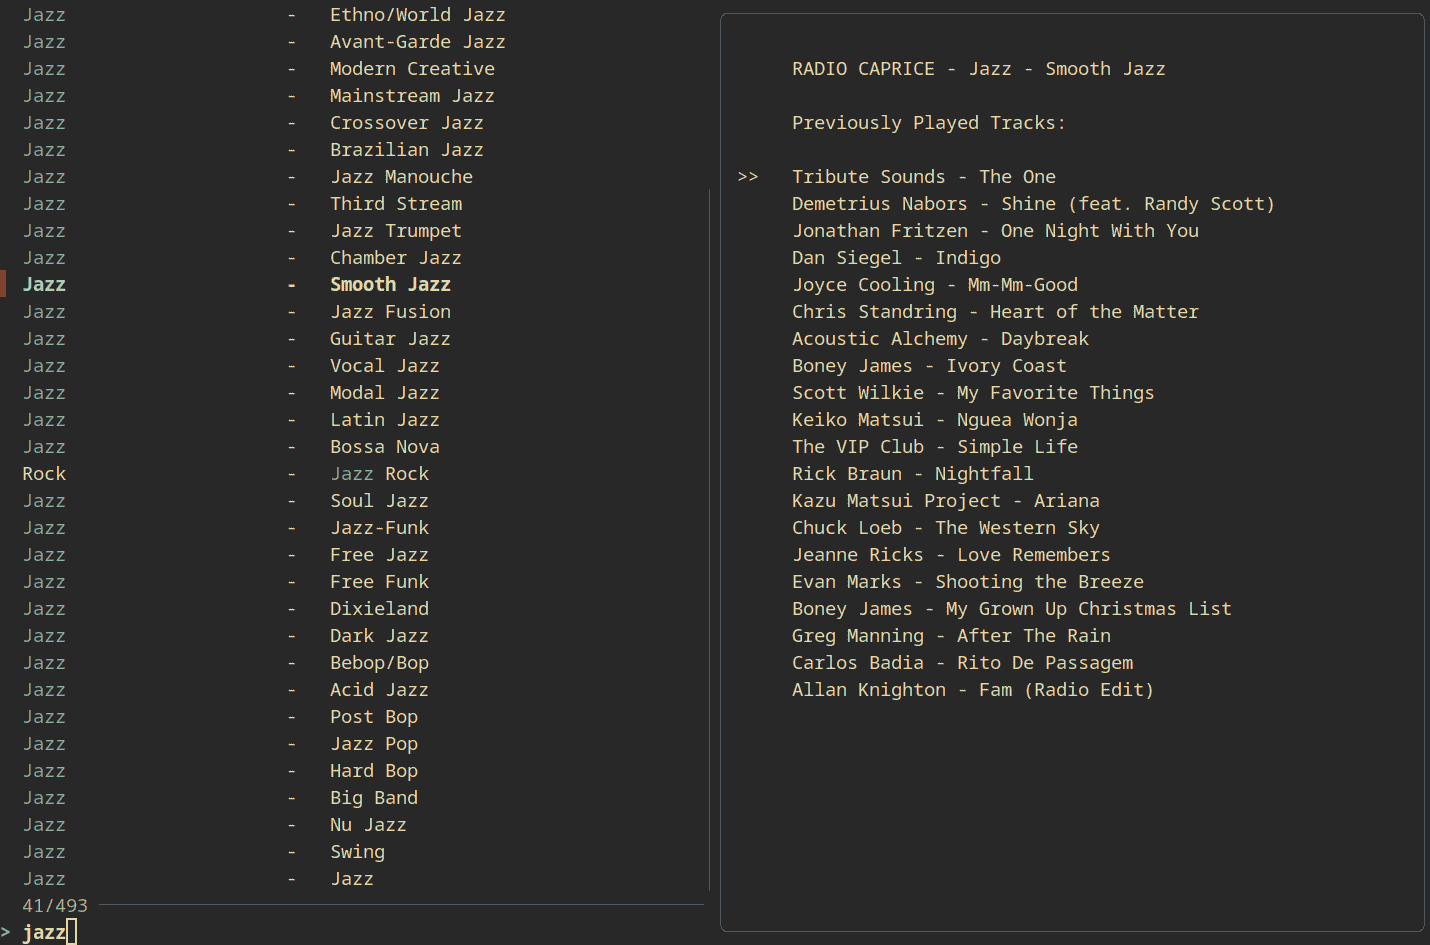 Jazz - Ethno/World Jazz
Jazz - Avant-Garde Jazz
Jazz - Modern Creative
Jazz - Mainstream Jazz
Jazz - Crossover Jazz
Jazz - Brazilian Jazz
Jazz - Jazz Manouche
Jazz - Third Stream
Jazz - Jazz Trumpet
Jazz - Chamber Jazz
Jazz - Smooth Jazz
Jazz - Jazz Fusion
Jazz - Guitar Jazz
Jazz - Vocal Jazz
Jazz - Modal Jazz
Jazz - Latin Jazz
Jazz - Bossa Nova
Rock - Jazz Rock
Jazz - Soul Jazz
Jazz - Jazz-Funk
Jazz - Free Jazz
Jazz - Free Funk
Jazz - Dixieland
Jazz - Dark Jazz
Jazz - Bebop/Bop
Jazz - Acid Jazz
Jazz - Post Bop
Jazz - Jazz Pop
Jazz - Hard Bop
Jazz - Big Band
Jazz - Nu Jazz
Jazz - Swing
Jazz - Jazz
41/493
> jazz
RADIO CAPRICE - Jazz - Smooth Jazz
Previously Played Tracks:
>> Tribute Sounds - The One
Demetrius Nabors - Shine (feat. Randy Scott)
Jonathan Fritzen - One Night With You
Dan Siegel - Indigo
Joyce Cooling - Mm-Mm-Good
Chris Standring - Heart of the Matter
Acoustic Alchemy - Daybreak
Boney James - Ivory Coast
Scott Wilkie - My Favorite Things
Keiko Matsui - Nguea Wonja
The VIP Club - Simple Life
Rick Braun - Nightfall
Kazu Matsui Project - Ariana
Chuck Loeb - The Western Sky
Jeanne Ricks - Love Remembers
Evan Marks - Shooting the Breeze
Boney James - My Grown Up Christmas List
Greg Manning - After The Rain
Carlos Badia - Rito De Passagem
Allan Knighton - Fam (Radio Edit)